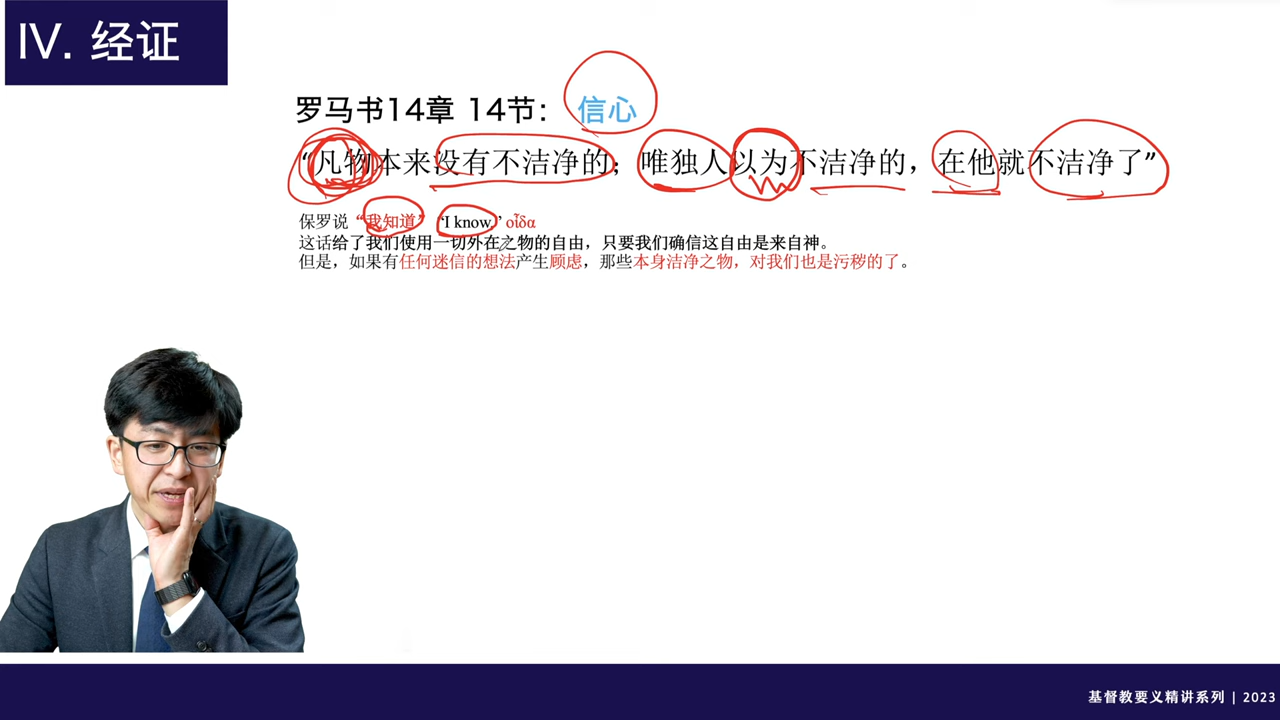 IV. 经证
罗马书14章 14节：信心
“凡物本来没有不洁净的；唯独人以为不洁净的，在他就不洁净了”
保罗说“我知道” “I know,” οἶδα
这话给了我们使用一切外在之物的自由，只要我们确信这自由是来自神。
但是，如果有任何迷信的想法产生顾虑，那些本身洁净之物，对我们也是污秽的了。
基督教要义精讲系列 | 2023